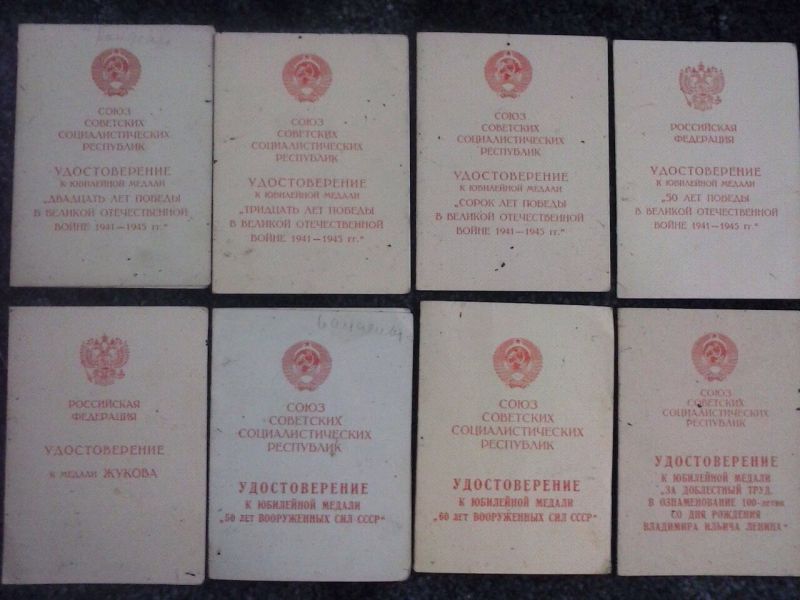 СОЮЗ
СОВЕТСКИХ
СОЦИАЛИСТИЧЕСКИХ
РЕСПУБЛИК
УДОСТОВЕРЕНИЕ
К ЮБИЛЕЙНОЙ МЕДАЛИ
„ДВАДЦАТЬ ЛЕТ ПОБЕДЫ
В ВЕЛИКОЙ ОТЕЧЕСТВЕННОЙ
ВОЙНЕ 1941—1945 гг.“
СОЮЗ
СОВЕТСКИХ
СОЦИАЛИСТИЧЕСКИХ
РЕСПУБЛИК
УДОСТОВЕРЕНИЕ
К ЮБИЛЕЙНОЙ МЕДАЛИ
„ТРИДЦАТЬ ЛЕТ ПОБЕДЫ
В ВЕЛИКОЙ ОТЕЧЕСТВЕННОЙ
ВОЙНЕ 1941—1945 гг.“
СОЮЗ
СОВЕТСКИХ
СОЦИАЛИСТИЧЕСКИХ
РЕСПУБЛИК
УДОСТОВЕРЕНИЕ
К ЮБИЛЕЙНОЙ МЕДАЛИ
„СОРОК ЛЕТ ПОБЕДЫ
В ВЕЛИКОЙ ОТЕЧЕСТВЕННОЙ
ВОЙНЕ 1941—1945 гг.“
РОССИЙСКАЯ
ФЕДЕРАЦИЯ
УДОСТОВЕРЕНИЕ
К ЮБИЛЕЙНОЙ МЕДАЛИ
„50 ЛЕТ ПОБЕДЫ
В ВЕЛИКОЙ ОТЕЧЕСТВЕННОЙ
ВОЙНЕ 1941—1945 гг.“
РОССИЙСКАЯ
ФЕДЕРАЦИЯ
УДОСТОВЕРЕНИЕ
К МЕДАЛИ ЖУКОВА
СОЮЗ
СОВЕТСКИХ
СОЦИАЛИСТИЧЕСКИХ
РЕСПУБЛИК
УДОСТОВЕРЕНИЕ
К ЮБИЛЕЙНОЙ МЕДАЛИ
„50 ЛЕТ ВООРУЖЕННЫХ СИЛ СССР“
СОЮЗ
СОВЕТСКИХ
СОЦИАЛИСТИЧЕСКИХ
РЕСПУБЛИК
УДОСТОВЕРЕНИЕ
К ЮБИЛЕЙНОЙ МЕДАЛИ
„60 ЛЕТ ВООРУЖЕННЫХ СИЛ СССР“
СОЮЗ
СОВЕТСКИХ
СОЦИАЛИСТИЧЕСКИХ
РЕСПУБЛИК
УДОСТОВЕРЕНИЕ
К ЮБИЛЕЙНОЙ МЕДАЛИ
„ЗА ДОБЛЕСТНЫЙ ТРУД.
В ОЗНАМЕНОВАНИЕ 100-летия
СО ДНЯ РОЖДЕНИЯ
ВЛАДИМИРА ИЛЬИЧА ЛЕНИНА“